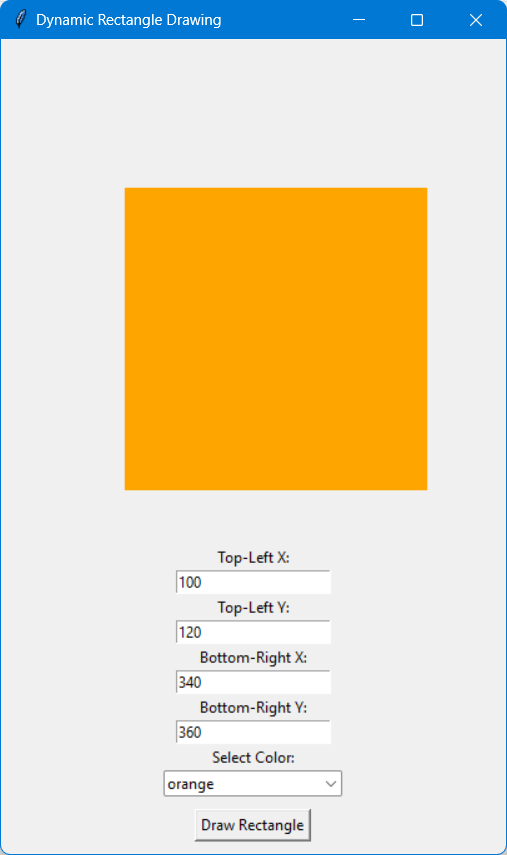 Dynamic Rectangle Drawing
Top-Left X:
100
Top-Left Y:
120
Bottom-Right X:
340
Bottom-Right Y:
360
Select Color:
orange
Draw Rectangle